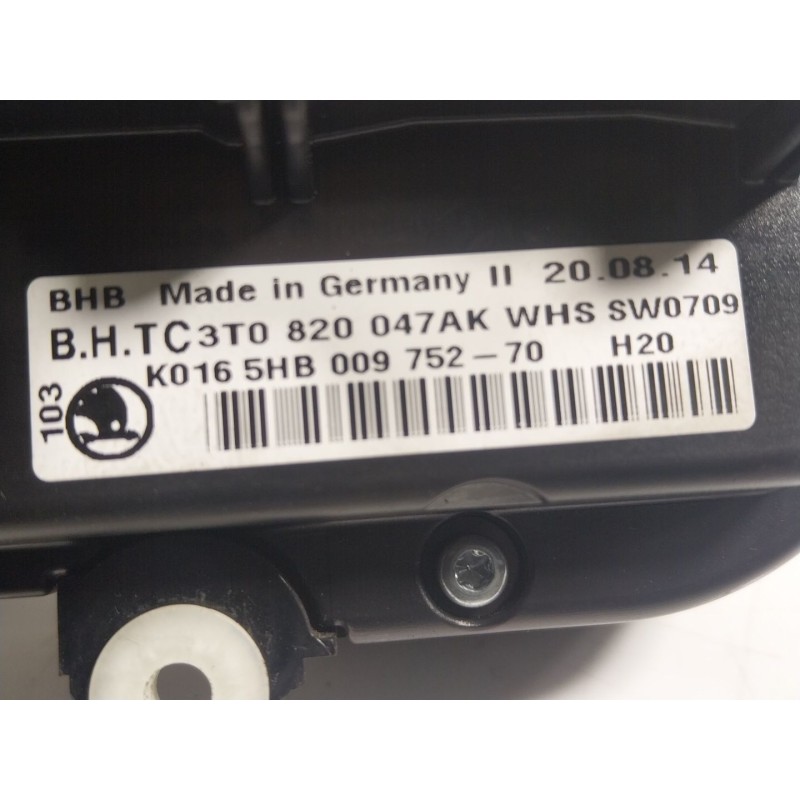 BHB Made in Germany II 20.08.14
B.H.TC 3T0 820 047AK WHS SW0709
K016 5HB 009 752-70 H20
103